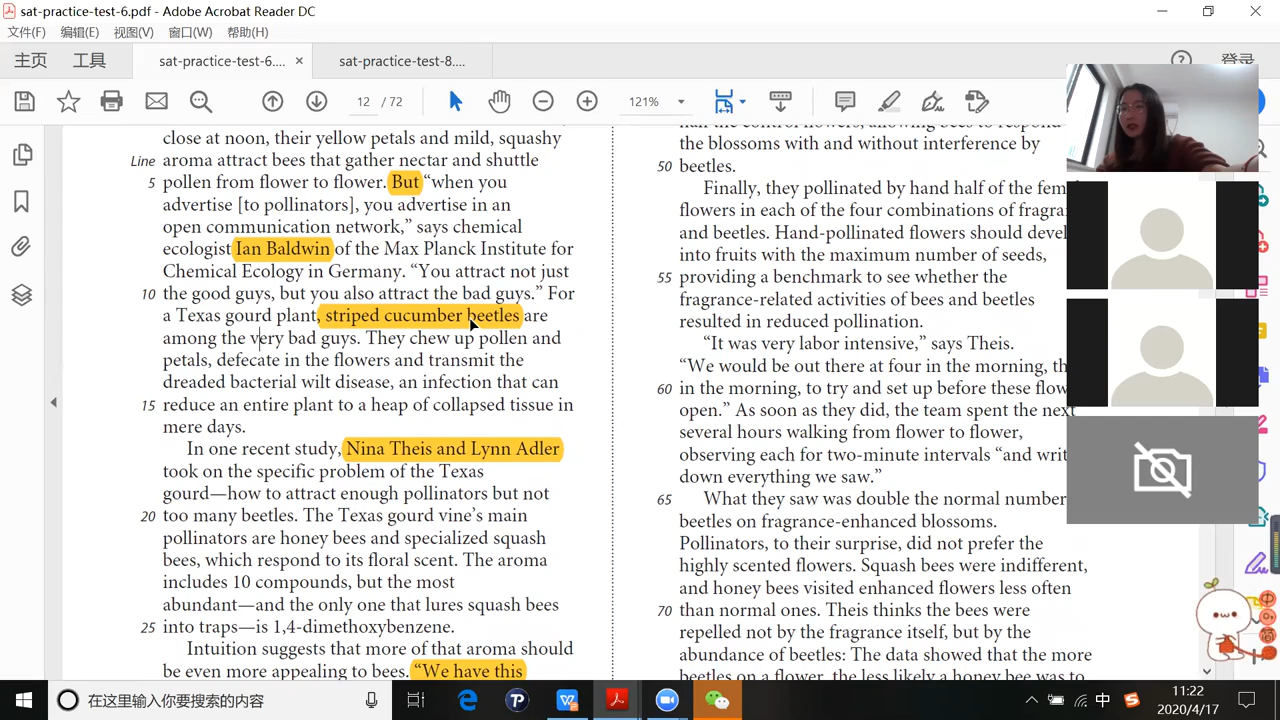 sat-practice-test-6.pdf - Adobe Acrobat Reader DC
文件(F) 编辑(E) 视图(V) 窗口(W) 帮助(H)
主页 工具 sat-practice-test-6.... × sat-practice-test-8.... 登录
12 / 72 121%
close at noon, their yellow petals and mild, squashy
Line aroma attract bees that gather nectar and shuttle
5 pollen from flower to flower. But “when you
advertise [to pollinators], you advertise in an
open communication network,” says chemical
ecologist Ian Baldwin of the Max Planck Institute for
Chemical Ecology in Germany. “You attract not just
10 the good guys, but you also attract the bad guys.” For
a Texas gourd plant, striped cucumber beetles are
among the very bad guys. They chew up pollen and
petals, defecate in the flowers and transmit the
dreaded bacterial wilt disease, an infection that can
15 reduce an entire plant to a heap of collapsed tissue in
mere days.
In one recent study, Nina Theis and Lynn Adler
took on the specific problem of the Texas
gourd—how to attract enough pollinators but not
20 too many beetles. The Texas gourd vine’s main
pollinators are honey bees and specialized squash
bees, which respond to its floral scent. The aroma
includes 10 compounds, but the most
abundant—and the only one that lures squash bees
25 into traps—is 1,4-dimethoxybenzene.
Intuition suggests that more of that aroma should
be even more appealing to bees. “We have this
half the control flowers, allowing bees to respond
the blossoms with and without interference by
50 beetles.
Finally, they pollinated by hand half of the fem
flowers in each of the four combinations of fragra
and beetles. Hand-pollinated flowers should devel
into fruits with the maximum number of seeds,
55 providing a benchmark to see whether the
fragrance-related activities of bees and beetles
resulted in reduced pollination.
“It was very labor intensive,” says Theis.
“We would be out there at four in the morning, th
60 in the morning, to try and set up before these flow
open.” As soon as they did, the team spent the next
several hours walking from flower to flower,
observing each for two-minute intervals “and writ
down everything we saw.”
65 What they saw was double the normal number
beetles on fragrance-enhanced blossoms.
Pollinators, to their surprise, did not prefer the
highly scented flowers. Squash bees were indifferent,
and honey bees visited enhanced flowers less often
70 than normal ones. Theis thinks the bees were
repelled not by the fragrance itself, but by the
abundance of beetles: The data showed that the more
beetles on a flower, the less likely a honey bee was to
在这里输入你要搜索的内容
中
11:22
2020/4/17